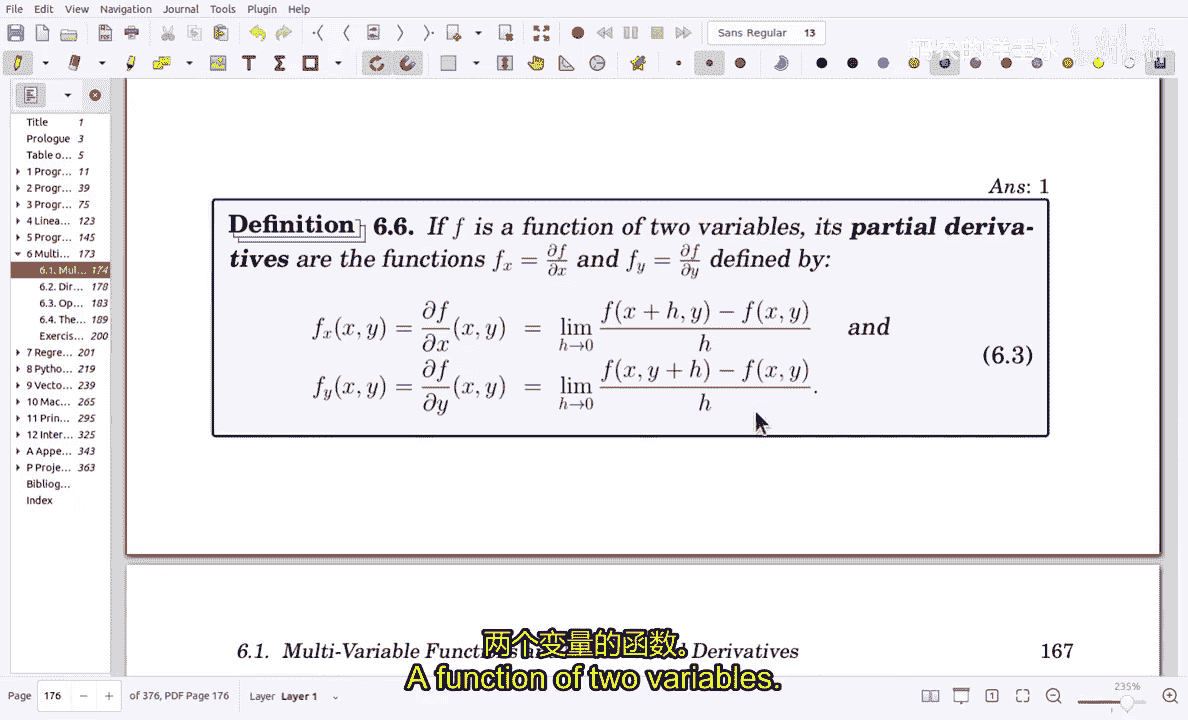 File Edit View Navigation Journal Tools Plugin Help
Sans Regular 13
Title 1
Prologue 3
Table o... 5
1 Progr... 11
2 Progr... 39
3 Progr... 75
4 Linea... 123
5 Progr... 145
6 Multi... 173
6.1. Mul... 174
6.2. Dir... 178
6.3. Op... 183
6.4. The... 189
Exercis... 200
7 Regre... 201
8 Pytho... 219
9 Vecto... 239
10 Mac... 265
11 Prin... 295
12 Inter... 325
A Appe... 343
P Proje... 363
Bibliog...
Index
Ans: 1
Definition 6.6. If f is a function of two variables, its partial deriva-
tives are the functions f_x = ∂f/∂x and f_y = ∂f/∂y defined by:
f_x(x, y) = ∂f/∂x (x, y) = lim h→0 (f(x + h, y) − f(x, y))/h and
f_y(x, y) = ∂f/∂y (x, y) = lim h→0 (f(x, y + h) − f(x, y))/h.
(6.3)
6.1. Multi-Variable Functions Derivatives 167
两个变量的函数。
A function of two variables.
Page 176 of 376, PDF Page 176 Layer Layer 1 235%